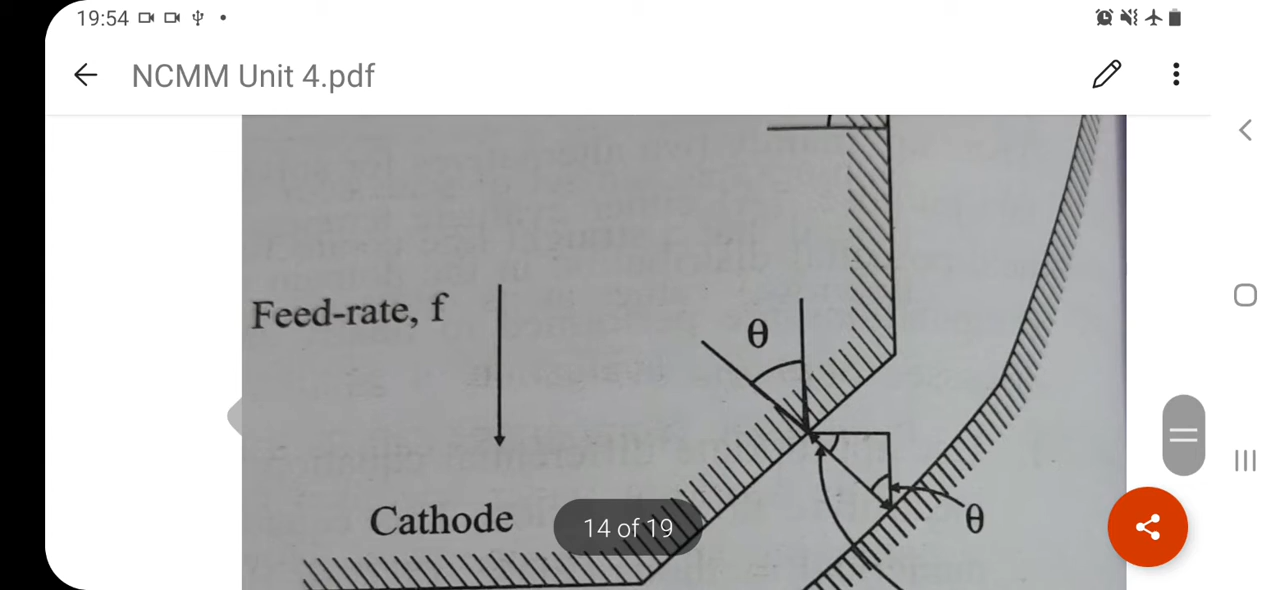 19:54
NCMM Unit 4.pdf
Feed-rate, f
θ
θ
Cathode
14 of 19